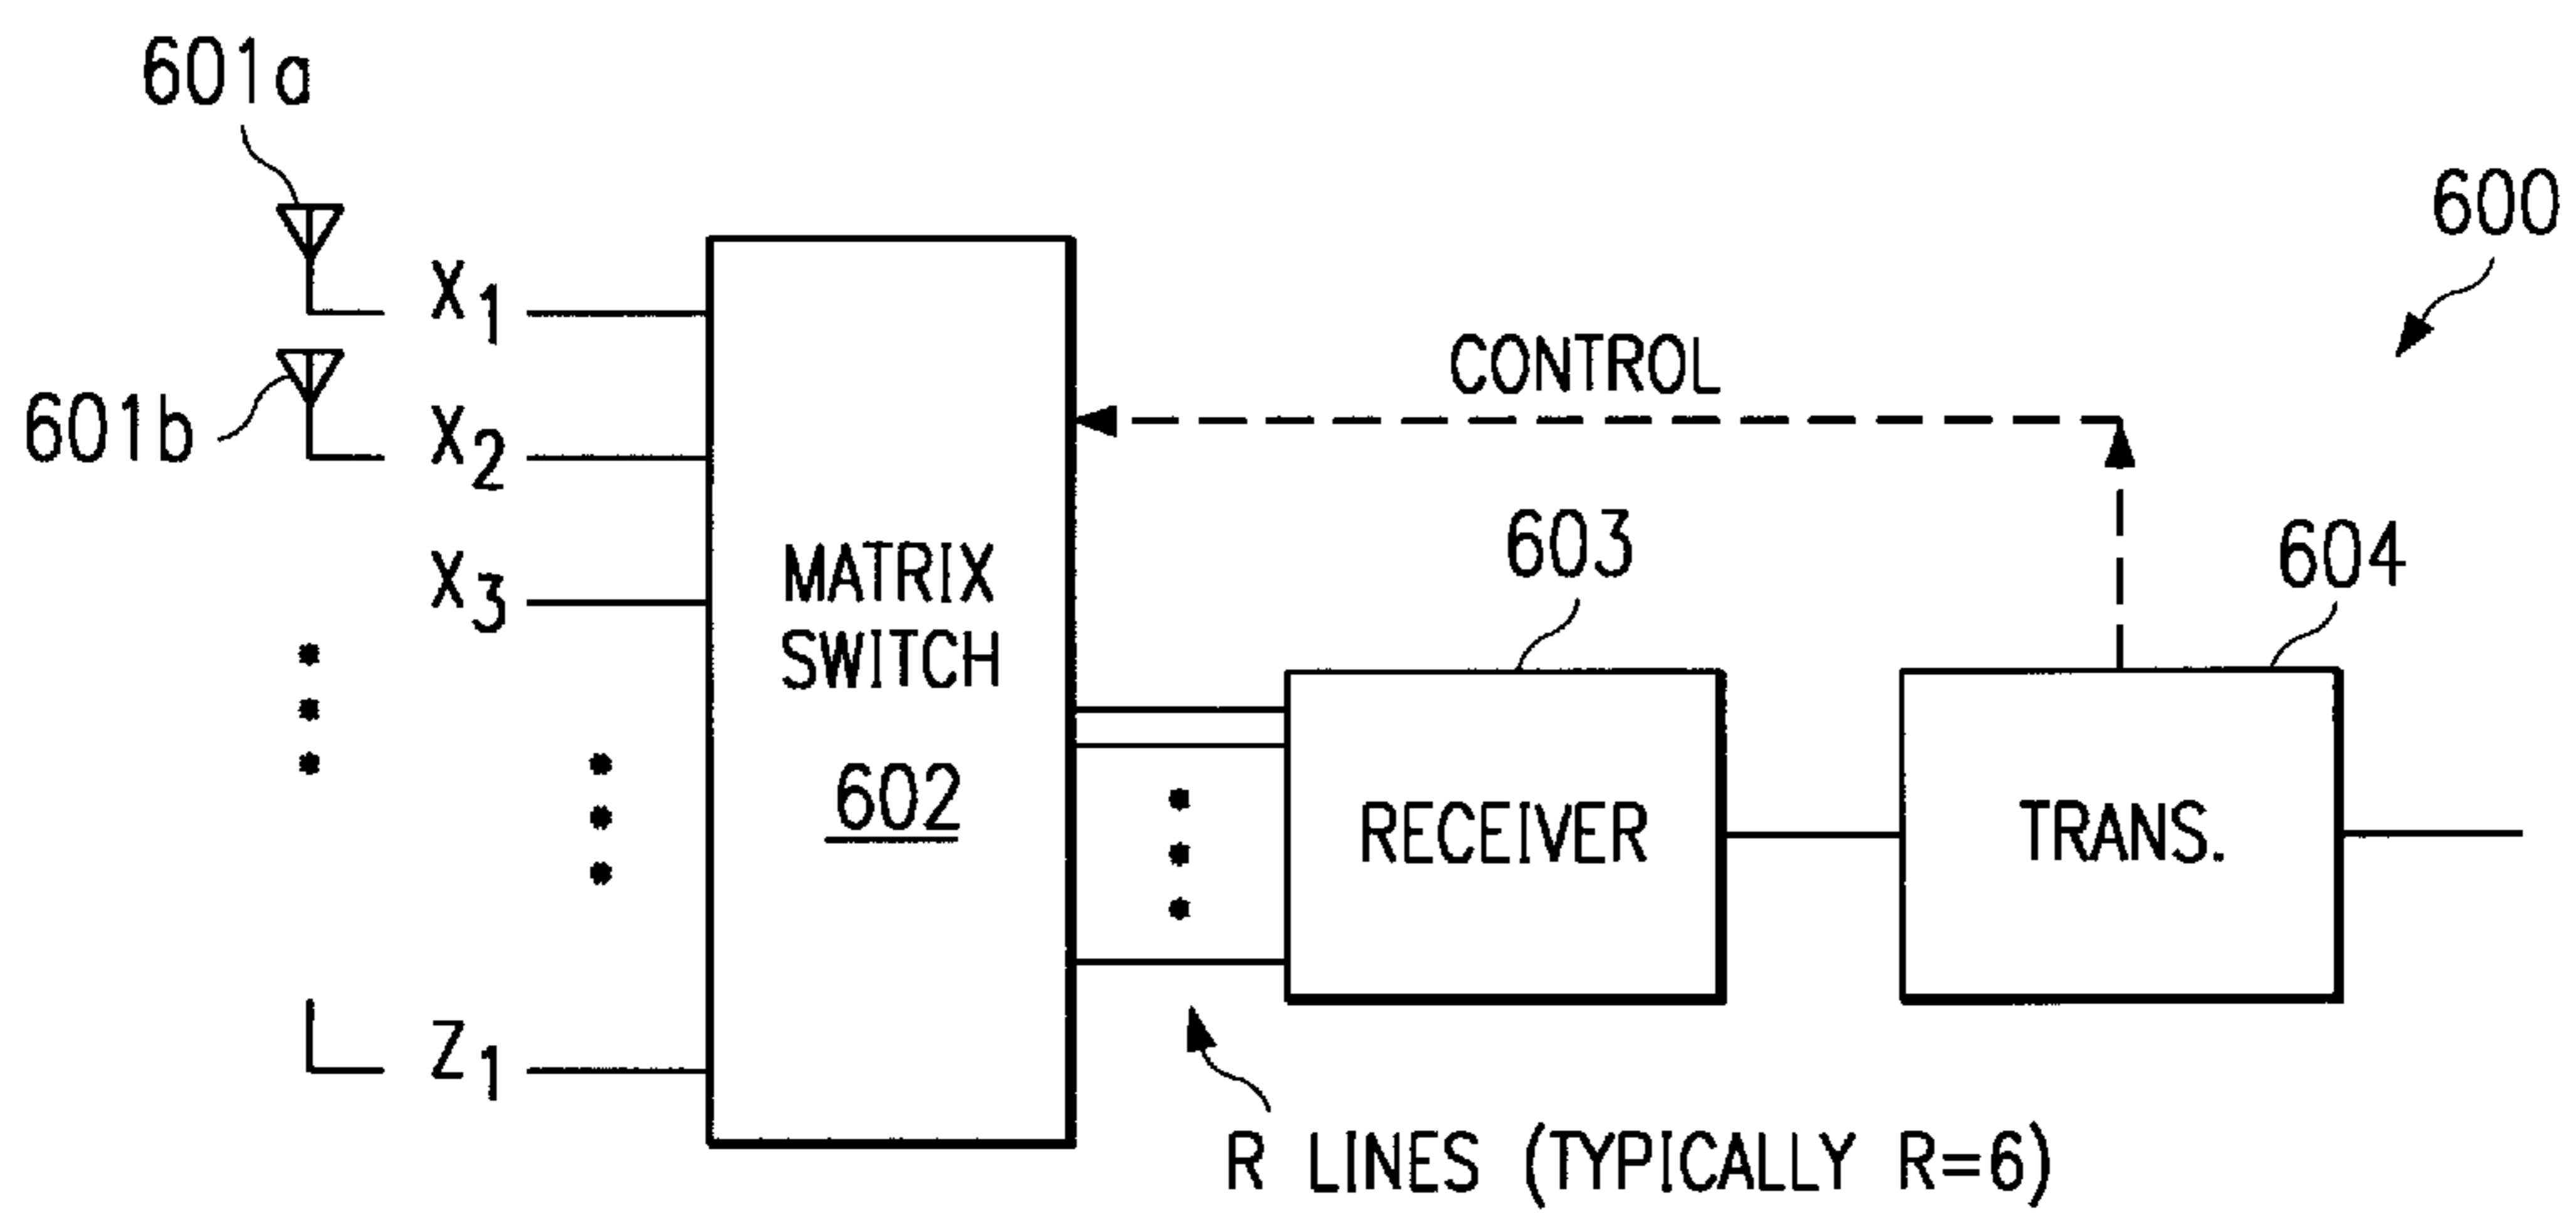 601a
600
X1
CONTROL
601b
X2
603
604
X3
MATRIX
SWITCH
602
RECEIVER
TRANS.
Z1
R LINES (TYPICALLY R=6)